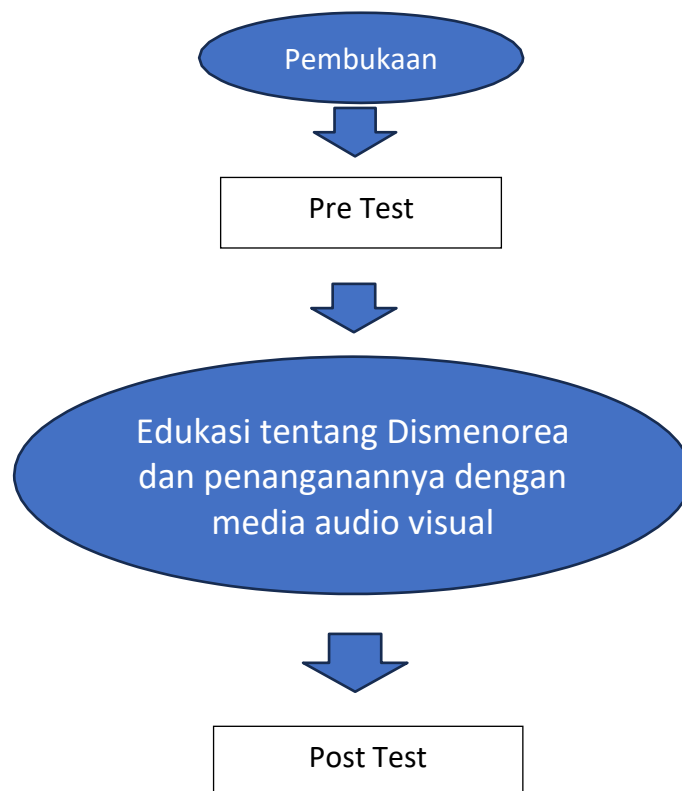 Pembukaan
Pre Test
Edukasi tentang Dismenorea
dan penanganannya dengan
media audio visual
Post Test